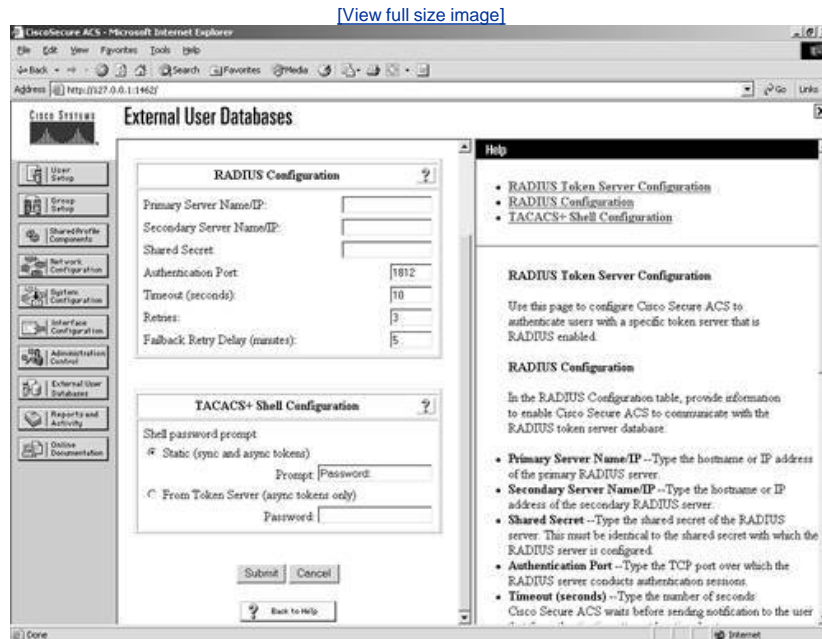 [View full size image]
CiscoSecure ACS - Microsoft Internet Explorer
File Edit View Favorites Tools Help
Back Search Favorites Media
Address http://127.0.0.1:1462/ Go Links
Cisco Systems
External User Databases
User Setup
Group Setup
Shared Profile Components
Network Configuration
System Configuration
Interface Configuration
Administration Control
External User Databases
Reports and Activity
Online Documentation
RADIUS Configuration ?
Primary Server Name/IP:
Secondary Server Name/IP:
Shared Secret:
Authentication Port: 1812
Timeout (seconds): 10
Retries: 3
Failback Retry Delay (minutes): 5
TACACS+ Shell Configuration ?
Shell password prompt
Static (sync and async tokens)
Prompt: Password:
From Token Server (async tokens only)
Password:
Submit Cancel
? Back to Help
Help
RADIUS Token Server Configuration
RADIUS Configuration
TACACS+ Shell Configuration
RADIUS Token Server Configuration
Use this page to configure Cisco Secure ACS to
authenticate users with a specific token server that is
RADIUS enabled.
RADIUS Configuration
In the RADIUS Configuration table, provide information
to enable Cisco Secure ACS to communicate with the
RADIUS token server database.
Primary Server Name/IP --Type the hostname or IP address
of the primary RADIUS server.
Secondary Server Name/IP --Type the hostname or IP
address of the secondary RADIUS server.
Shared Secret --Type the shared secret of the RADIUS
server. This must be identical to the shared secret with which the
RADIUS server is configured.
Authentication Port --Type the TCP port over which the
RADIUS server conducts authentication sessions.
Timeout (seconds) --Type the number of seconds
Cisco Secure ACS waits before sending notification to the user
Done
Internet